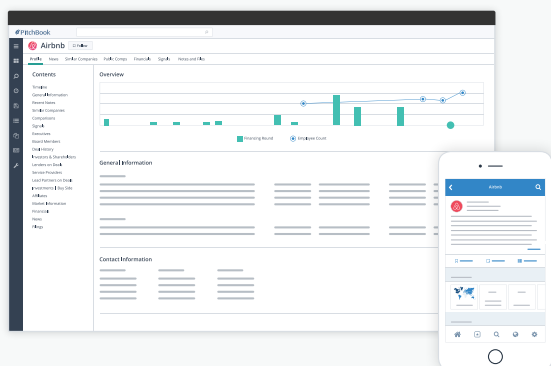 PitchBook
Airbnb
Follow
Profile News Similar Companies Public Comps Financials Signals Notes and Files
Contents
Timeline
General Information
Recent News
Similar Companies
Comparisons
Signals
Executives
Board Members
Deal History
Investors & Shareholders
Lenders on Deals
Service Providers
Lead Partners on Deals
Investments | Buy Side
Affiliates
Market Information
Financials
News
Filings
Overview
Financing Round Employee Count
General Information
Contact Information
Airbnb